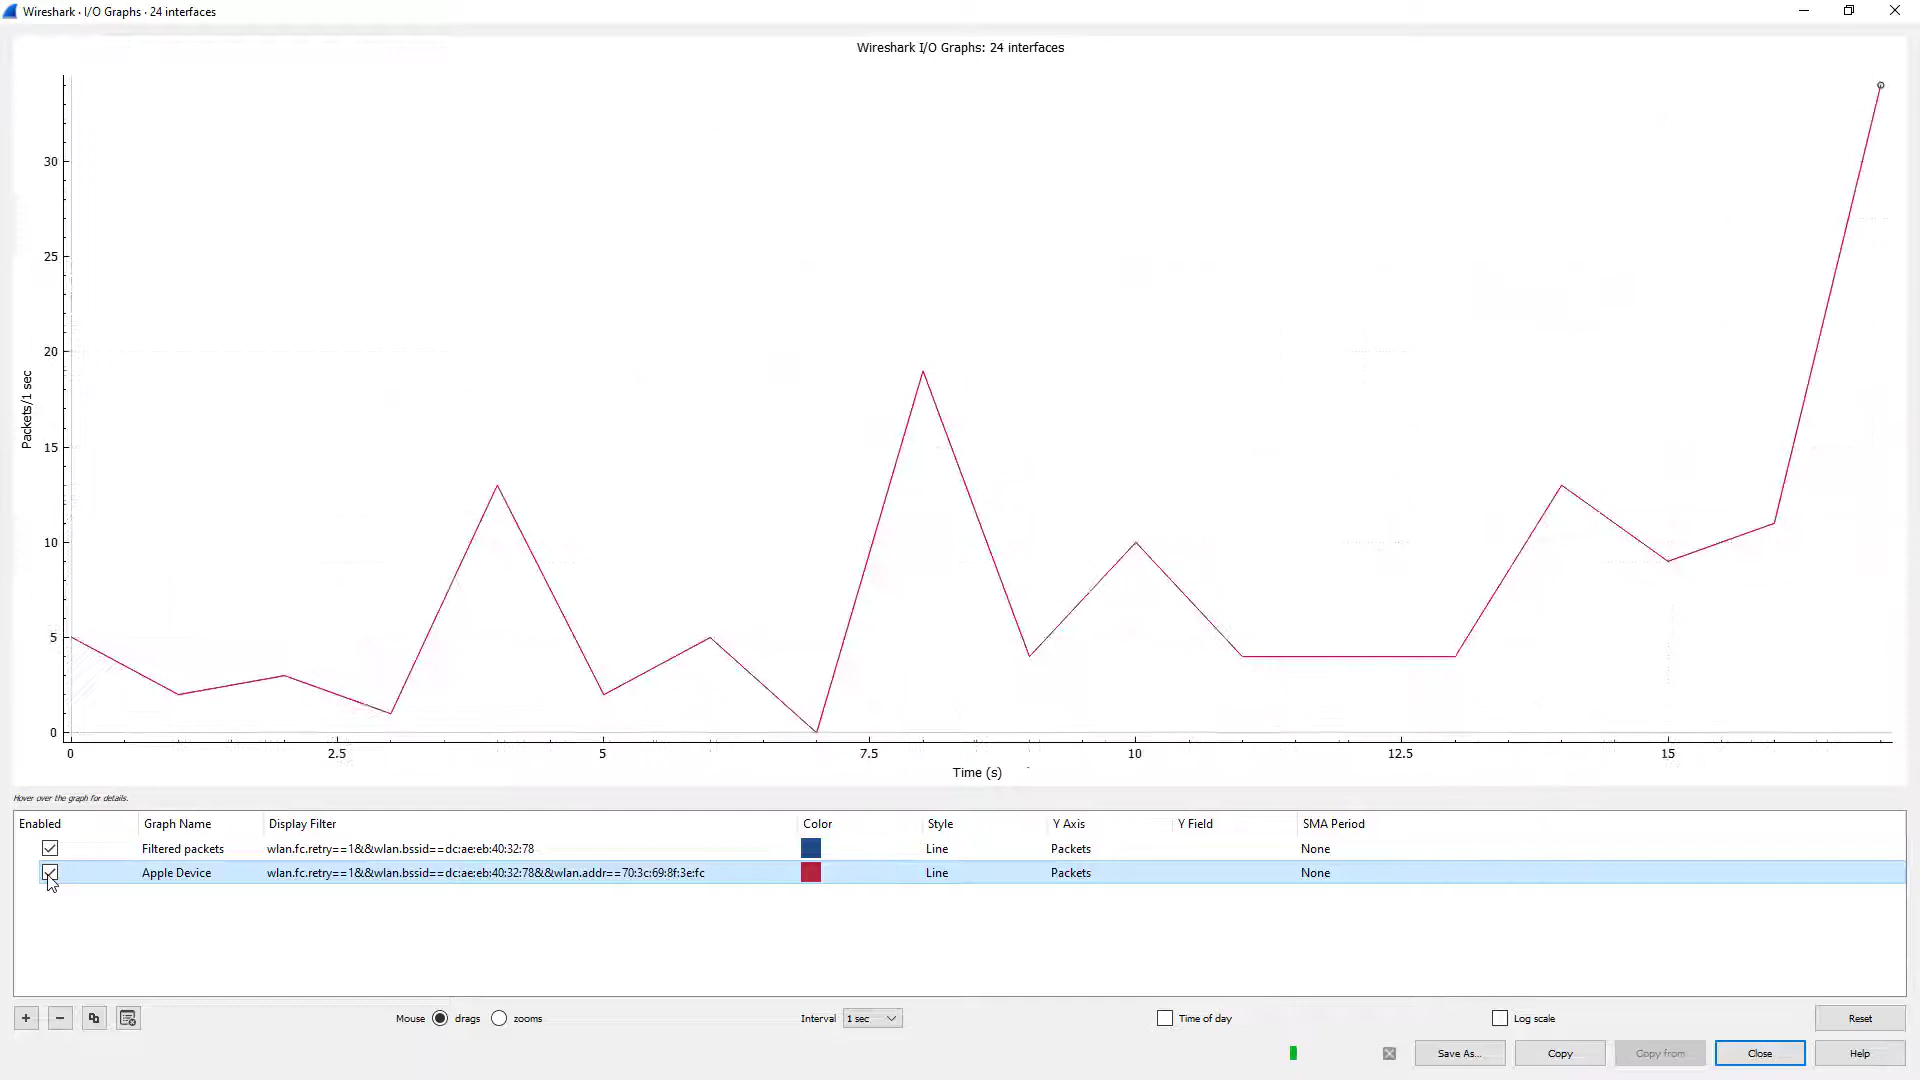 Wireshark · I/O Graphs · 24 interfaces
Wireshark I/O Graphs: 24 interfaces
30
25
20
15
10
5
0
Packets/1 sec
0 2.5 5 7.5 10 12.5 15
Time (s)
Hover over the graph for details.
Enabled Graph Name Display Filter Color Style Y Axis Y Field SMA Period
Filtered packets wlan.fc.retry==1&&wlan.bssid==dc:ae:eb:40:32:78 Line Packets None
Apple Device wlan.fc.retry==1&&wlan.bssid==dc:ae:eb:40:32:78&&wlan.addr==70:3c:69:8f:3e:fc Line Packets None
+ − Mouse drags zooms Interval 1 sec Time of day Log scale Reset
Save As... Copy Copy from Close Help